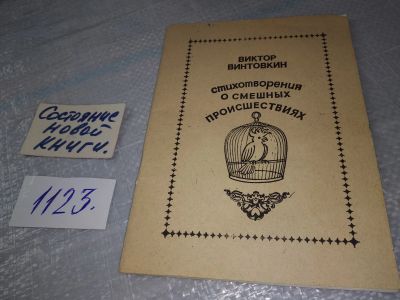 Состояние
новой
книги.
1123.
ВИКТОР
ВИНТОВКИН
СТИХОТВОРЕНИЯ
О СМЕШНЫХ
ПРОИСШЕСТВИЯХ